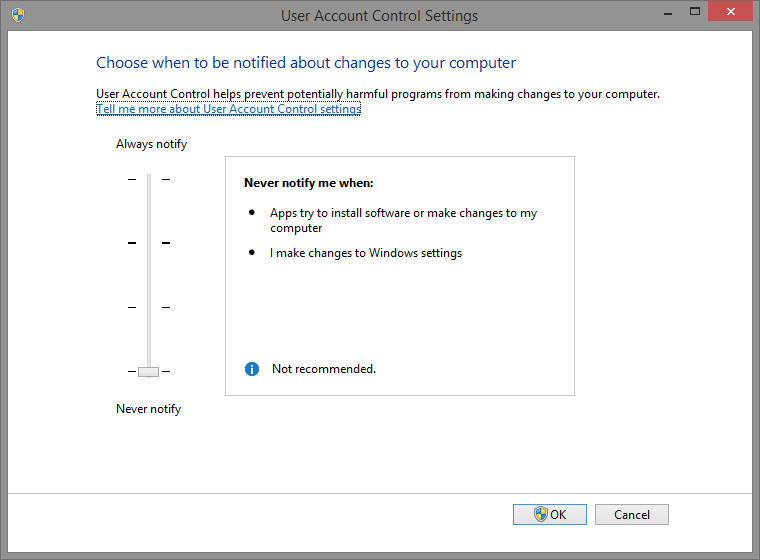 User Account Control Settings
Choose when to be notified about changes to your computer
User Account Control helps prevent potentially harmful programs from making changes to your computer.
Tell me more about User Account Control settings
Always notify
Never notify me when:
Apps try to install software or make changes to my
computer
I make changes to Windows settings
Not recommended.
Never notify
OK
Cancel